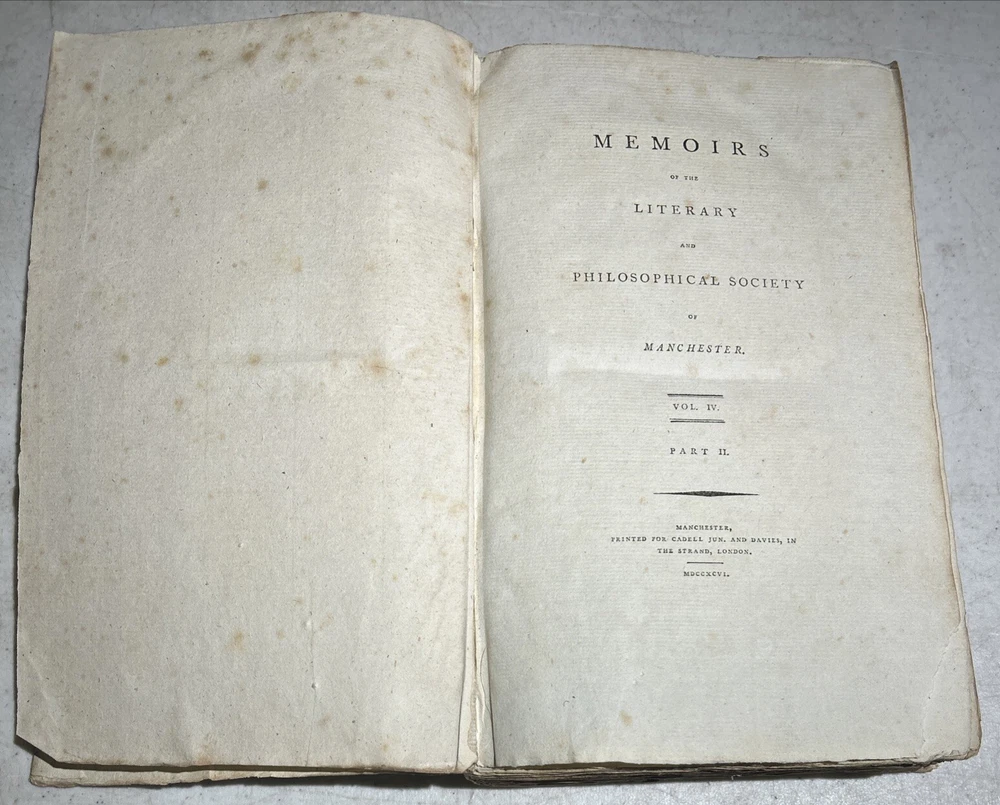 MEMOIRS
OF THE
LITERARY
AND
PHILOSOPHICAL SOCIETY
OF
MANCHESTER.
VOL. IV.
PART II.
MANCHESTER,
PRINTED FOR CADELL JUN. AND DAVIES, IN
THE STRAND, LONDON.
MDCCXCVI.